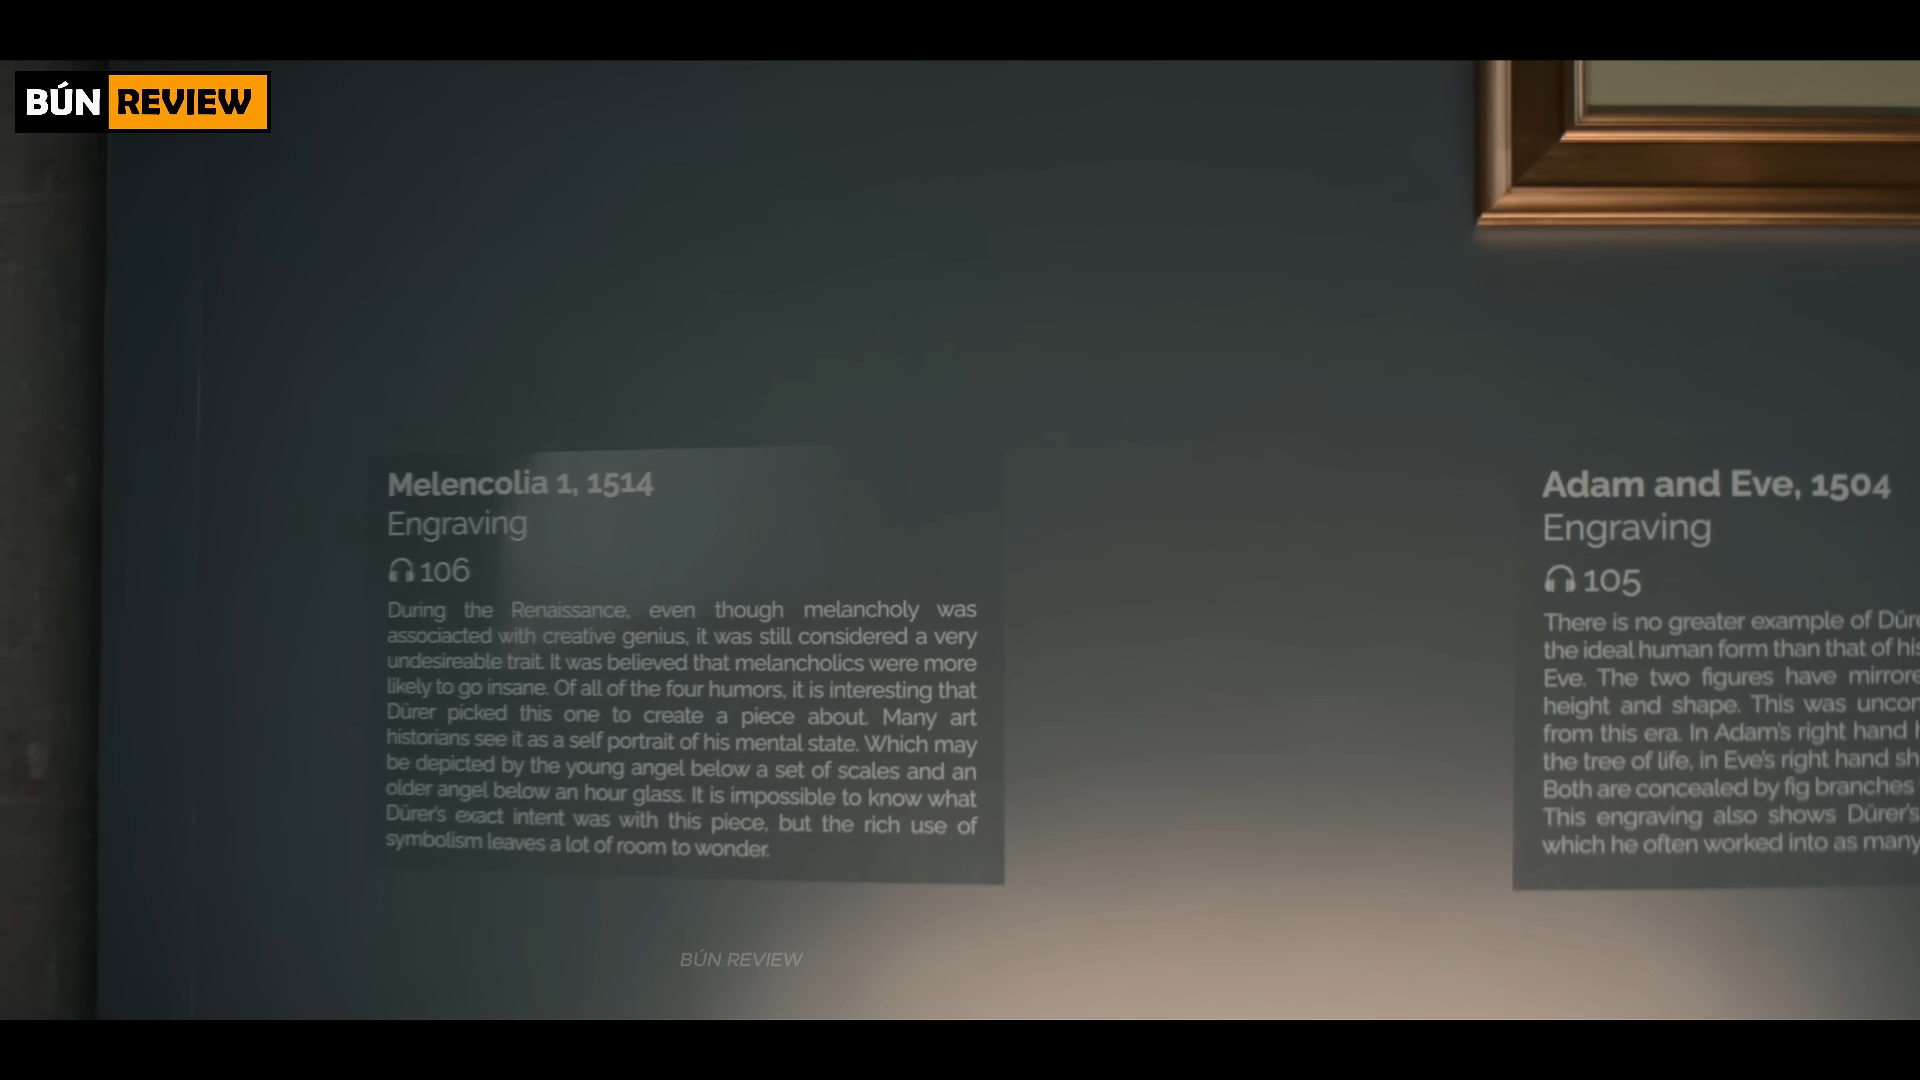 BÚN REVIEW
Melencolia 1, 1514
Engraving
106
During the Renaissance, even though melancholy was
associacted with creative genius, it was still considered a very
undesireable trait. It was believed that melancholics were more
likely to go insane. Of all of the four humors, it is interesting that
Dürer picked this one to create a piece about. Many art
historians see it as a self portrait of his mental state. Which may
be depicted by the young angel below a set of scales and an
older angel below an hour glass. It is impossible to know what
Dürer's exact intent was with this piece, but the rich use of
symbolism leaves a lot of room to wonder.
Adam and Eve, 1504
Engraving
105
There is no greater example of
the ideal human form than that of
Eve. The two figures have
height and shape. This was
from this era. In Adam's right hand
the tree of life, in Eve's right hand
Both are concealed by fig branches
This engraving also shows Dürer's
which he often worked into as many
BÚN REVIEW